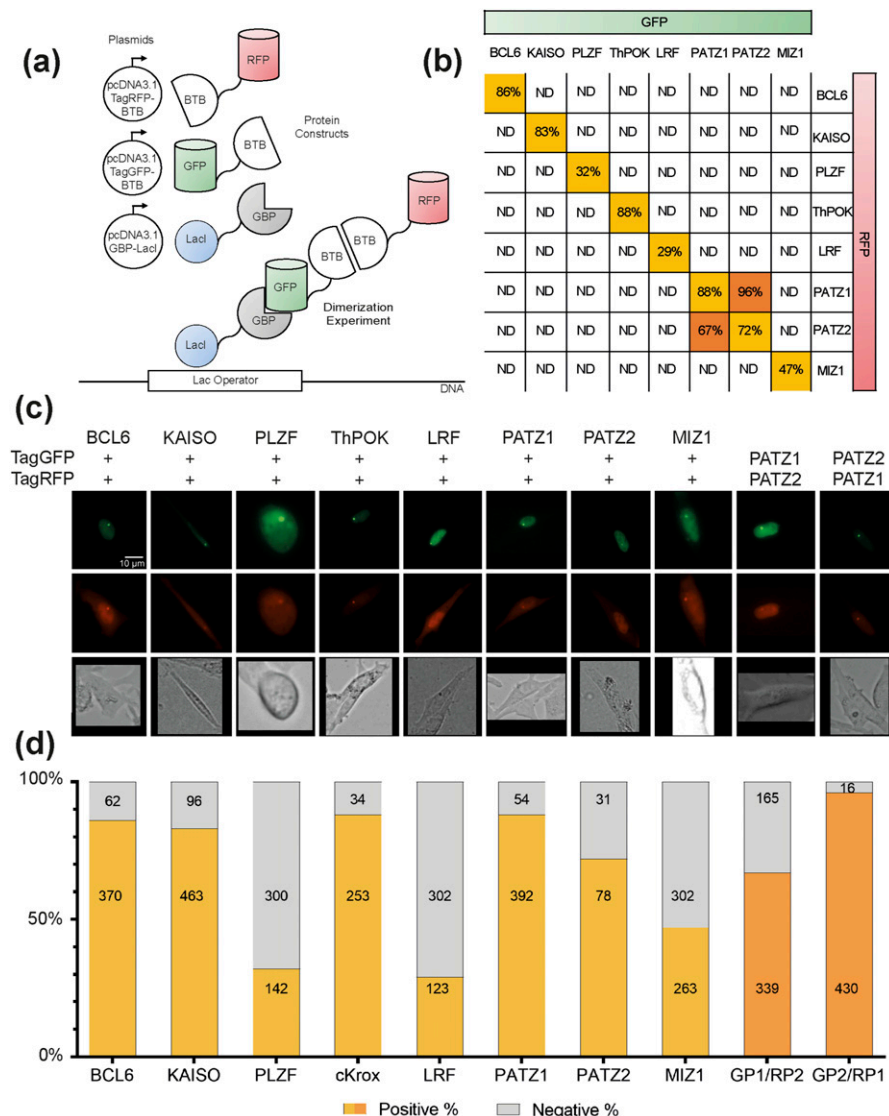 (a)
Plasmids
pcDNA3.1
TagRFP-
BTB
BTB
RFP
pcDNA3.1
TagGFP-
BTB
GFP
BTB
Protein
Constructs
pcDNA3.1
GBP-LacI
LacI
GBP
RFP
BTB
BTB
GFP
GBP
Dimerization
Experiment
LacI
Lac Operator
DNA
(b)
GFP
BCL6 KAISO PLZF ThPOK LRF PATZ1 PATZ2 MIZ1
86% ND ND ND ND ND ND ND BCL6
ND 83% ND ND ND ND ND ND KAISO
ND ND 32% ND ND ND ND ND PLZF
ND ND ND 88% ND ND ND ND ThPOK
ND ND ND ND 29% ND ND ND LRF
ND ND ND ND ND 88% 96% ND PATZ1
ND ND ND ND ND 67% 72% ND PATZ2
ND ND ND ND ND ND ND 47% MIZ1
RFP
(c)
BCL6 KAISO PLZF ThPOK LRF PATZ1 PATZ2 MIZ1
TagGFP + + + + + + + + PATZ1 PATZ2
TagRFP + + + + + + + + PATZ2 PATZ1
10 µm
(d)
100%
50%
0%
62 96 300 34 302 54 31 302 165 16
370 463 142 253 123 392 78 263 339 430
BCL6 KAISO PLZF cKrox LRF PATZ1 PATZ2 MIZ1 GP1/RP2 GP2/RP1
Positive % Negative %